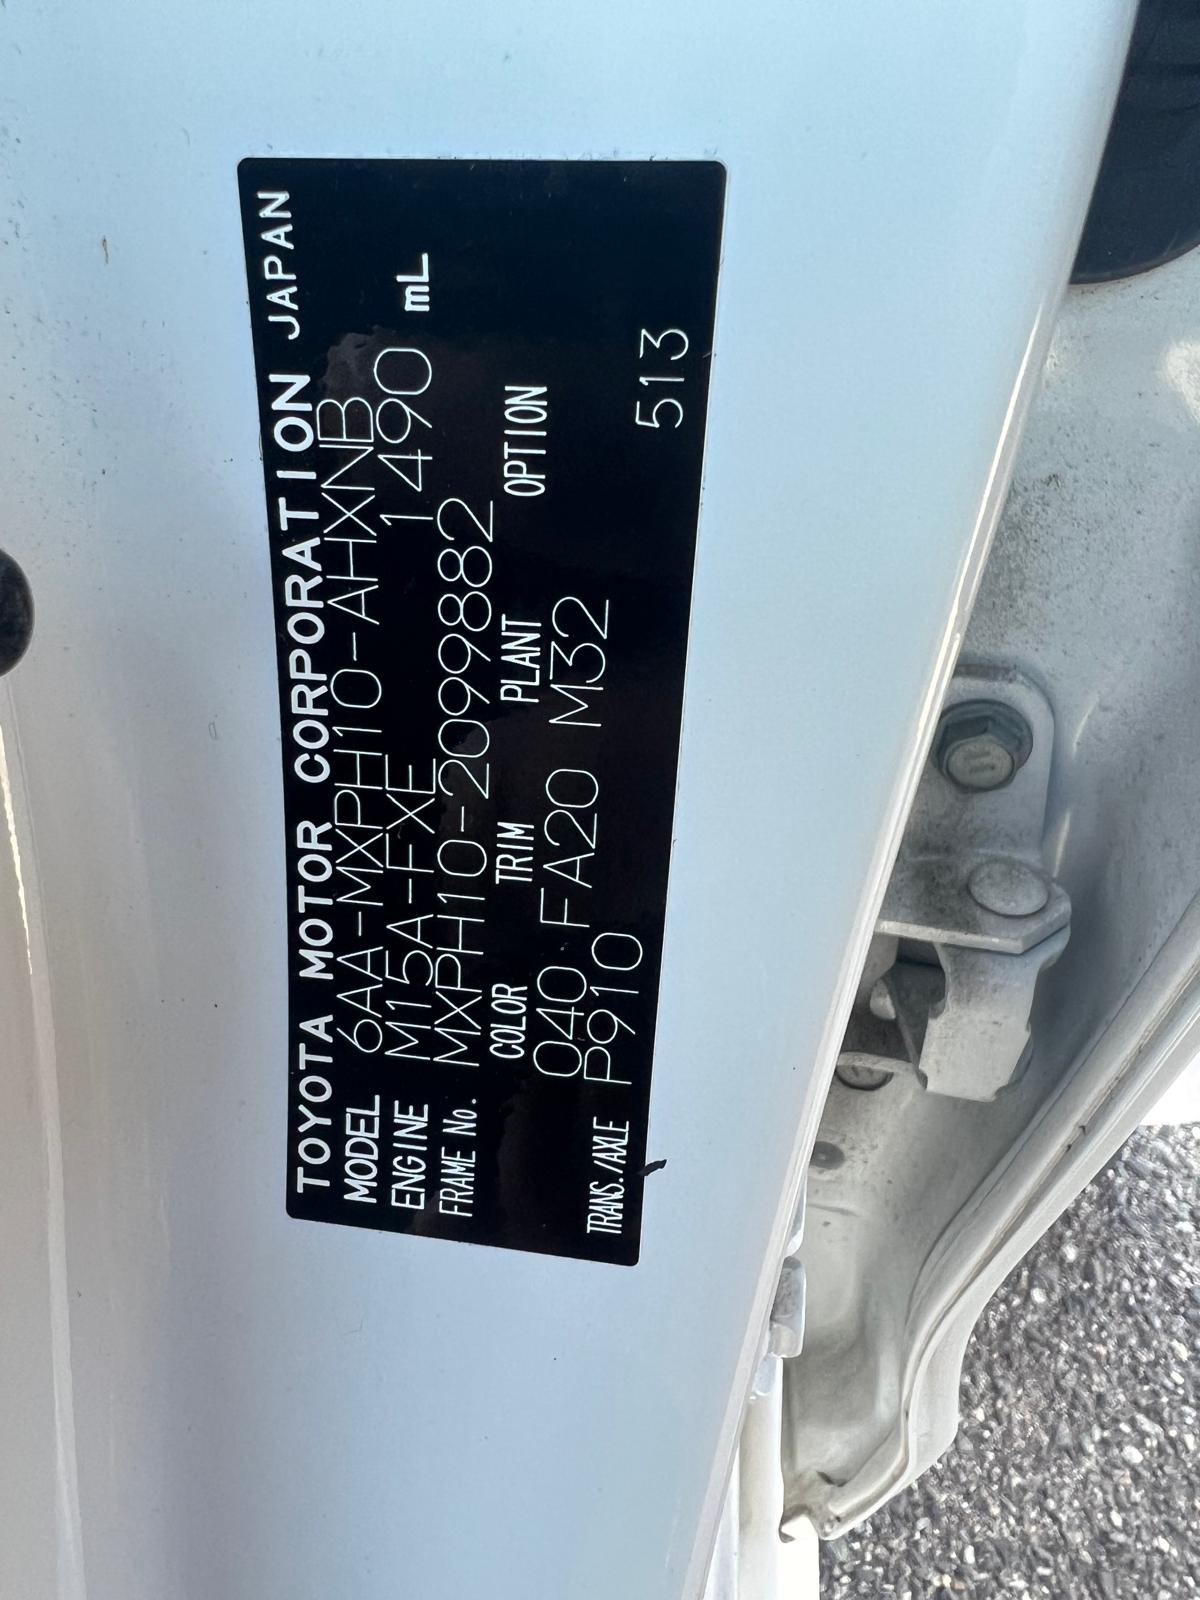 TOYOTA MOTOR CORPORATION JAPAN
MODEL 6AA-MXPH10-AHXNB
ENGINE M15A-FXE 1490 mL
FRAME No. MXPH10-2099882
COLOR TRIM PLANT OPTION
040 FA20 M32
TRANS./AXLE P910 513